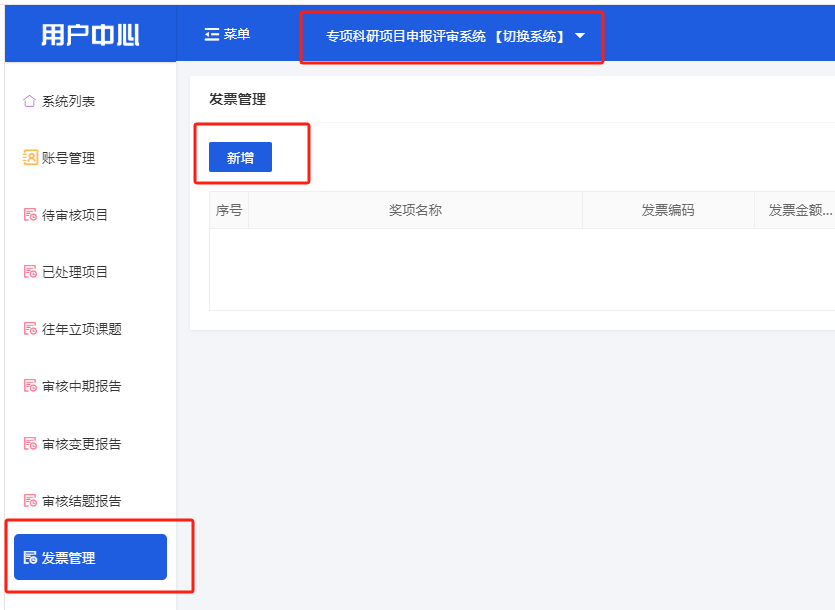 用户中心
菜单
专项科研项目申报评审系统 【切换系统】
系统列表
账号管理
待审核项目
已处理项目
往年立项课题
审核中期报告
审核变更报告
审核结题报告
发票管理
发票管理
新增
序号 奖项名称 发票编码 发票金额...